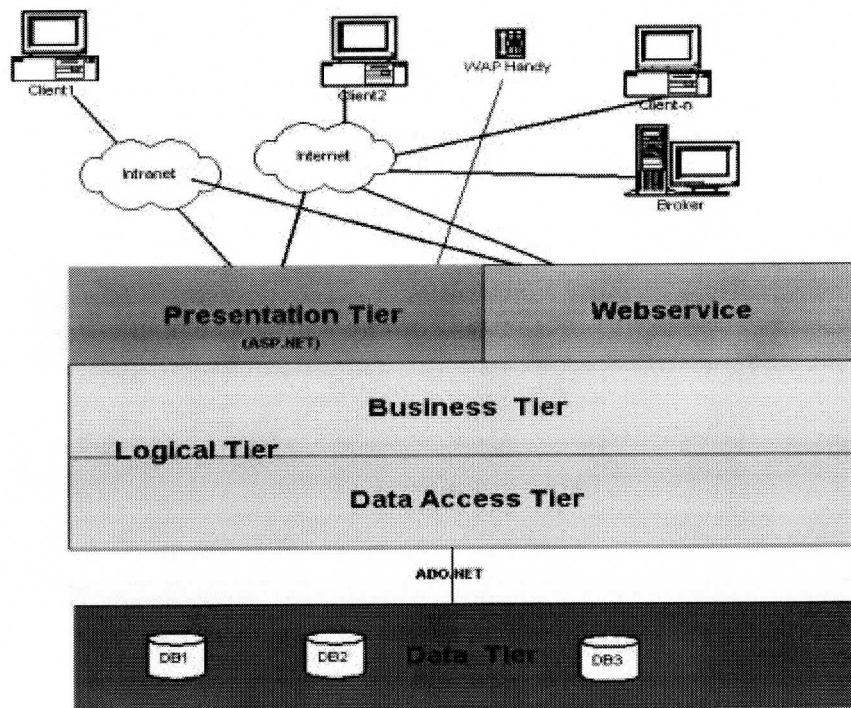 Client1
Client2
WAP Handy
Client-n
Intranet
Internet
Broker
Presentation Tier
(ASP.NET)
Webservice
Business Tier
Logical Tier
Data Access Tier
ADO.NET
DB1
DB2
Data Tier
DB3